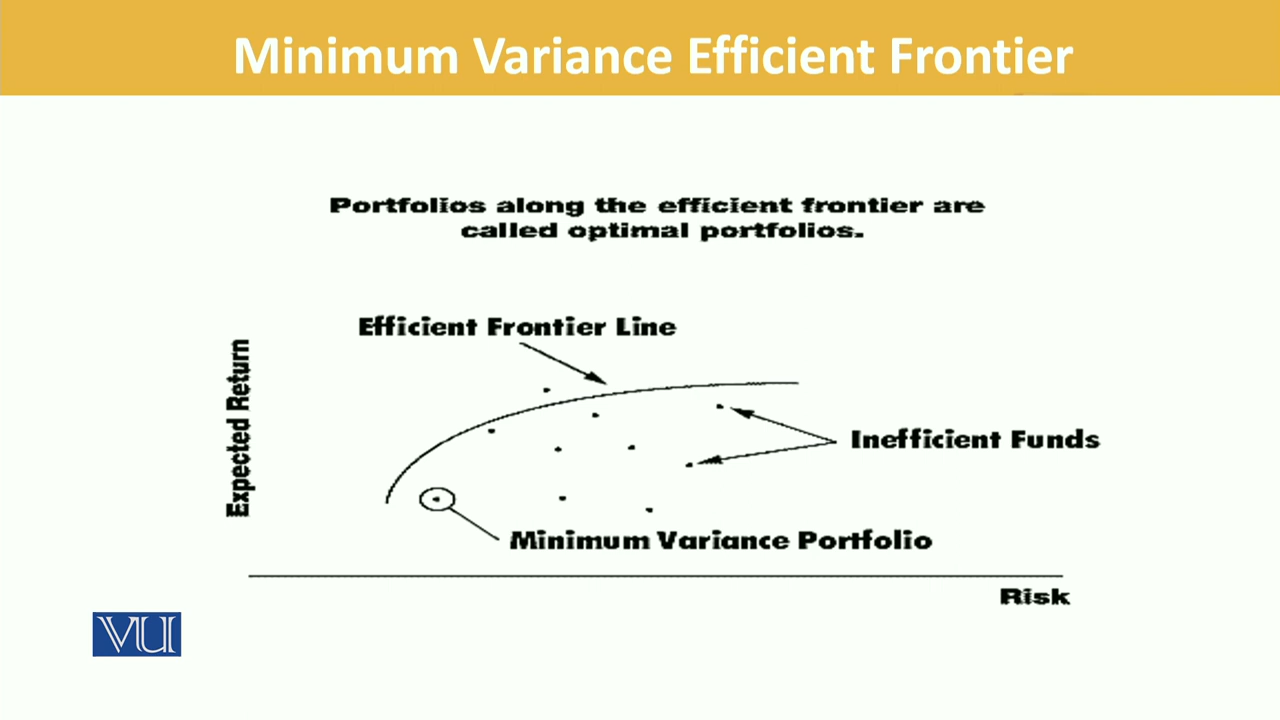 Minimum Variance Efficient Frontier
Portfolios along the efficient frontier are
called optimal portfolios.
Efficient Frontier Line
Expected Return
Inefficient Funds
Minimum Variance Portfolio
Risk
VU